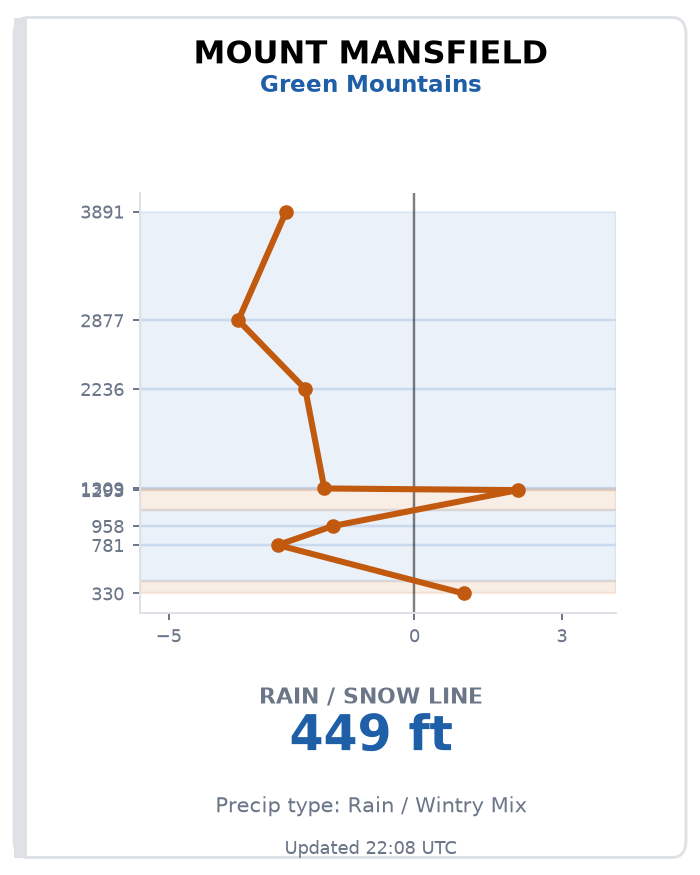 MOUNT MANSFIELD
Green Mountains
3891
2877
2236
958
781
330
−5 0 3
RAIN / SNOW LINE
449 ft
Precip type: Rain / Wintry Mix
Updated 22:08 UTC